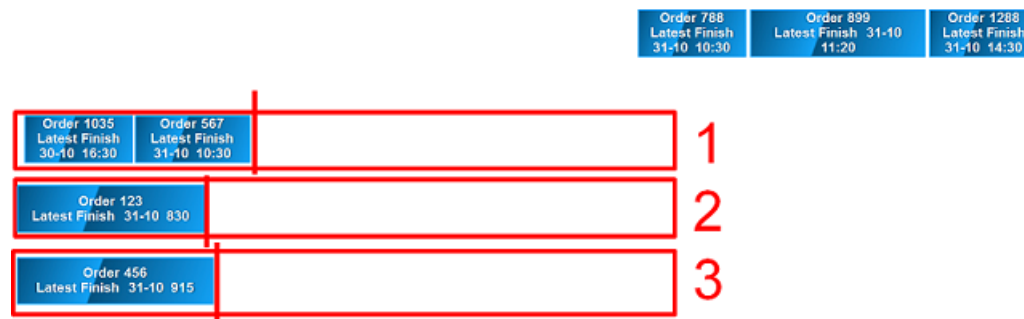 Order 788
Latest Finish
31-10 10:30
Order 899
Latest Finish 31-10
11:20
Order 1288
Latest Finish
31-10 14:30
Order 1035
Latest Finish
30-10 16:30
Order 567
Latest Finish
31-10 10:30
1
Order 123
Latest Finish 31-10 830
2
Order 456
Latest Finish 31-10 915
3